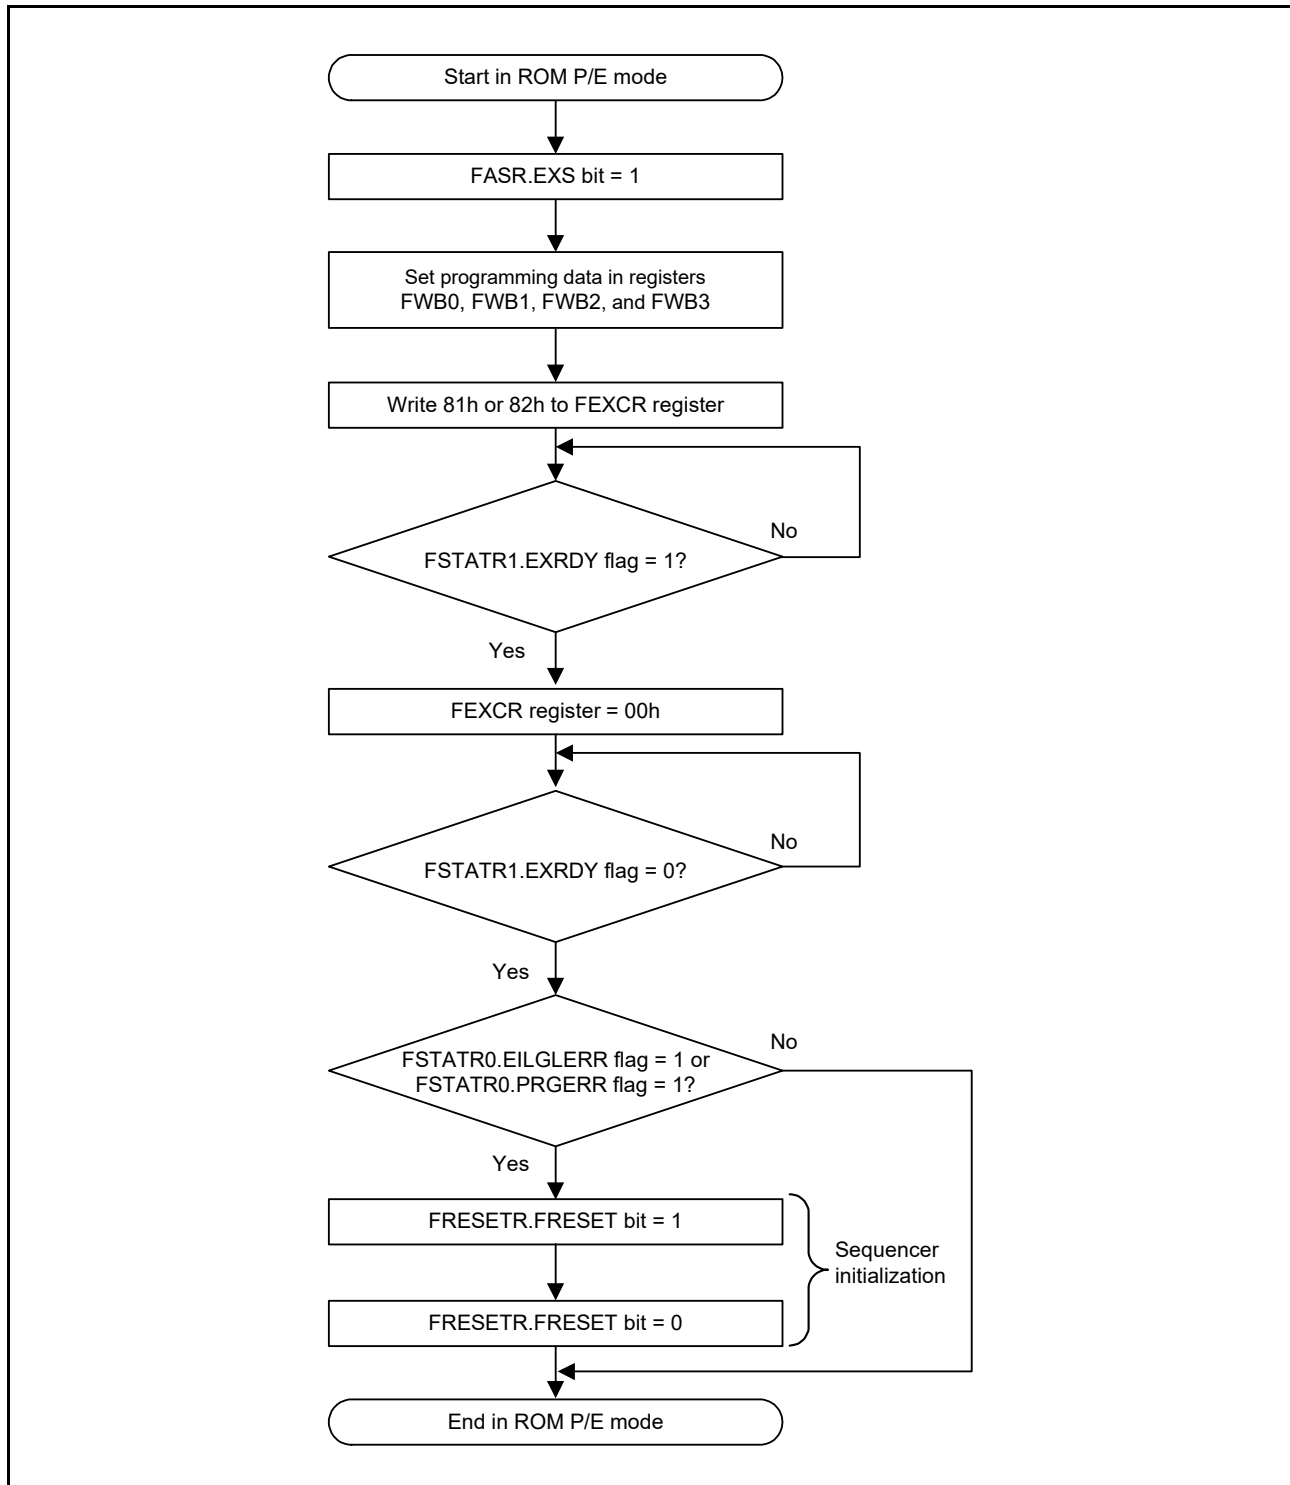 Start in ROM P/E mode
FASR.EXS bit = 1
Set programming data in registers
FWB0, FWB1, FWB2, and FWB3
Write 81h or 82h to FEXCR register
No
FSTATR1.EXRDY flag = 1?
Yes
FEXCR register = 00h
No
FSTATR1.EXRDY flag = 0?
Yes
No
FSTATR0.EILGLERR flag = 1 or
FSTATR0.PRGERR flag = 1?
Yes
FRESETR.FRESET bit = 1
Sequencer
initialization
FRESETR.FRESET bit = 0
End in ROM P/E mode